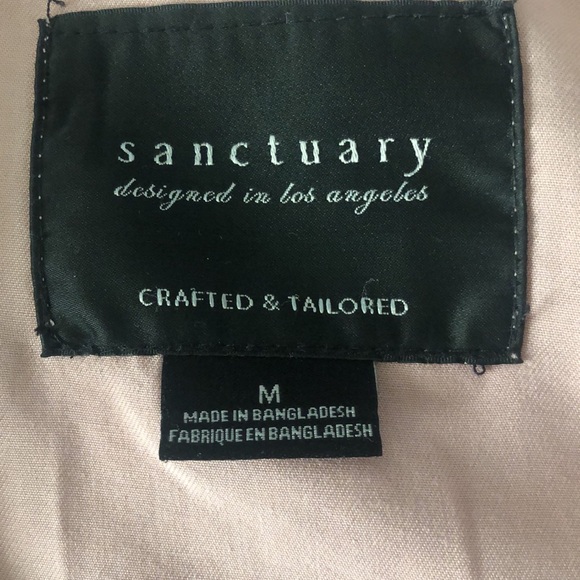 sanctuary
designed in los angeles
CRAFTED & TAILORED
M
MADE IN BANGLADESH
FABRIQUE EN BANGLADESH